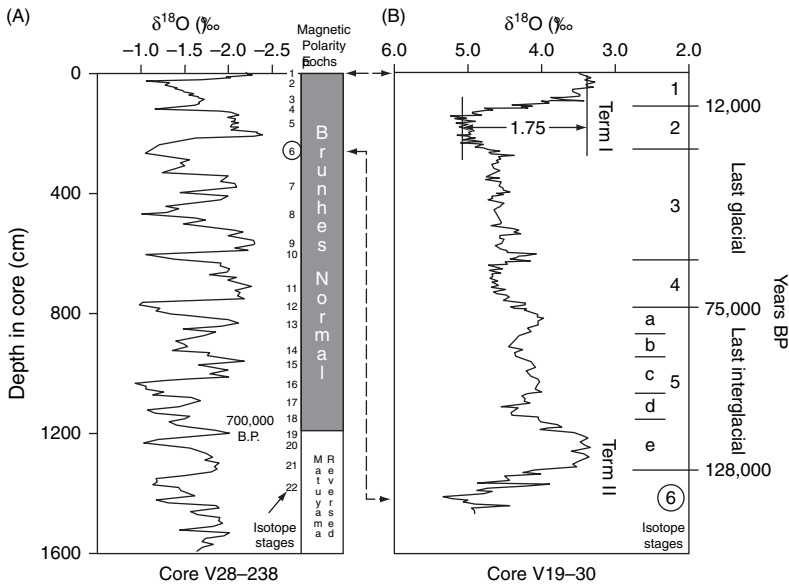 (A)
δ18O (‰
–1.0 –1.5 –2.0 –2.5
Magnetic
Polarity
Epochs
(B)
δ18O (‰
6.0 5.0 4.0 3.0 2.0
Depth in core (cm)
0
400
800
1200
1600
1
2
3
4
5
6
7
8
9
10
11
12
13
14
15
16
17
18
19
20
21
22
700,000
B.P.
Isotope
stages
Brunhes Normal
Matuyama
Reversed
Core V28–238
1.75
Term I
Term II
1
2
3
4
a
b
c
d
e
5
6
Isotope
stages
12,000
75,000
128,000
Last glacial
Last interglacial
Years BP
Core V19–30